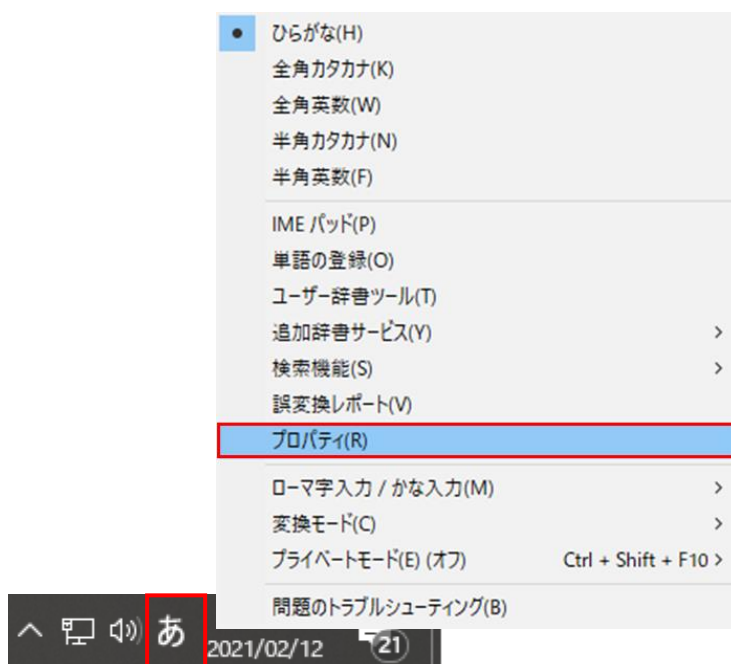 ひらがな(H)
全角カタカナ(K)
全角英数(W)
半角カタカナ(N)
半角英数(F)
IME パッド(P)
単語の登録(O)
ユーザー辞書ツール(T)
追加辞書サービス(Y) >
検索機能(S) >
誤変換レポート(V)
プロパティ(R)
ローマ字入力 / かな入力(M) >
変換モード(C) >
プライベートモード(E) (オフ) Ctrl + Shift + F10 >
問題のトラブルシューティング(B)
あ
2021/02/12 21